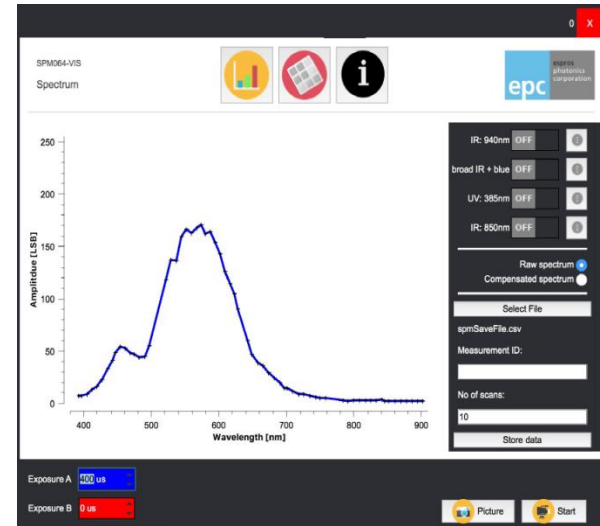 0 X
SPM064-VIS
Spectrum
i
epc
espros
photonics
corporation
250
200
150
100
50
0
Amplitdue [LSB]
400 500 600 700 800 900
Wavelength [nm]
IR: 940nm OFF
broad IR + blue OFF
UV: 385nm OFF
IR: 850nm OFF
Raw spectrum
Compensated spectrum
Select File
spmSaveFile.csv
Measurement ID:
No of scans:
10
Store data
Exposure A 400 us
Exposure B 0 us
Picture
Start